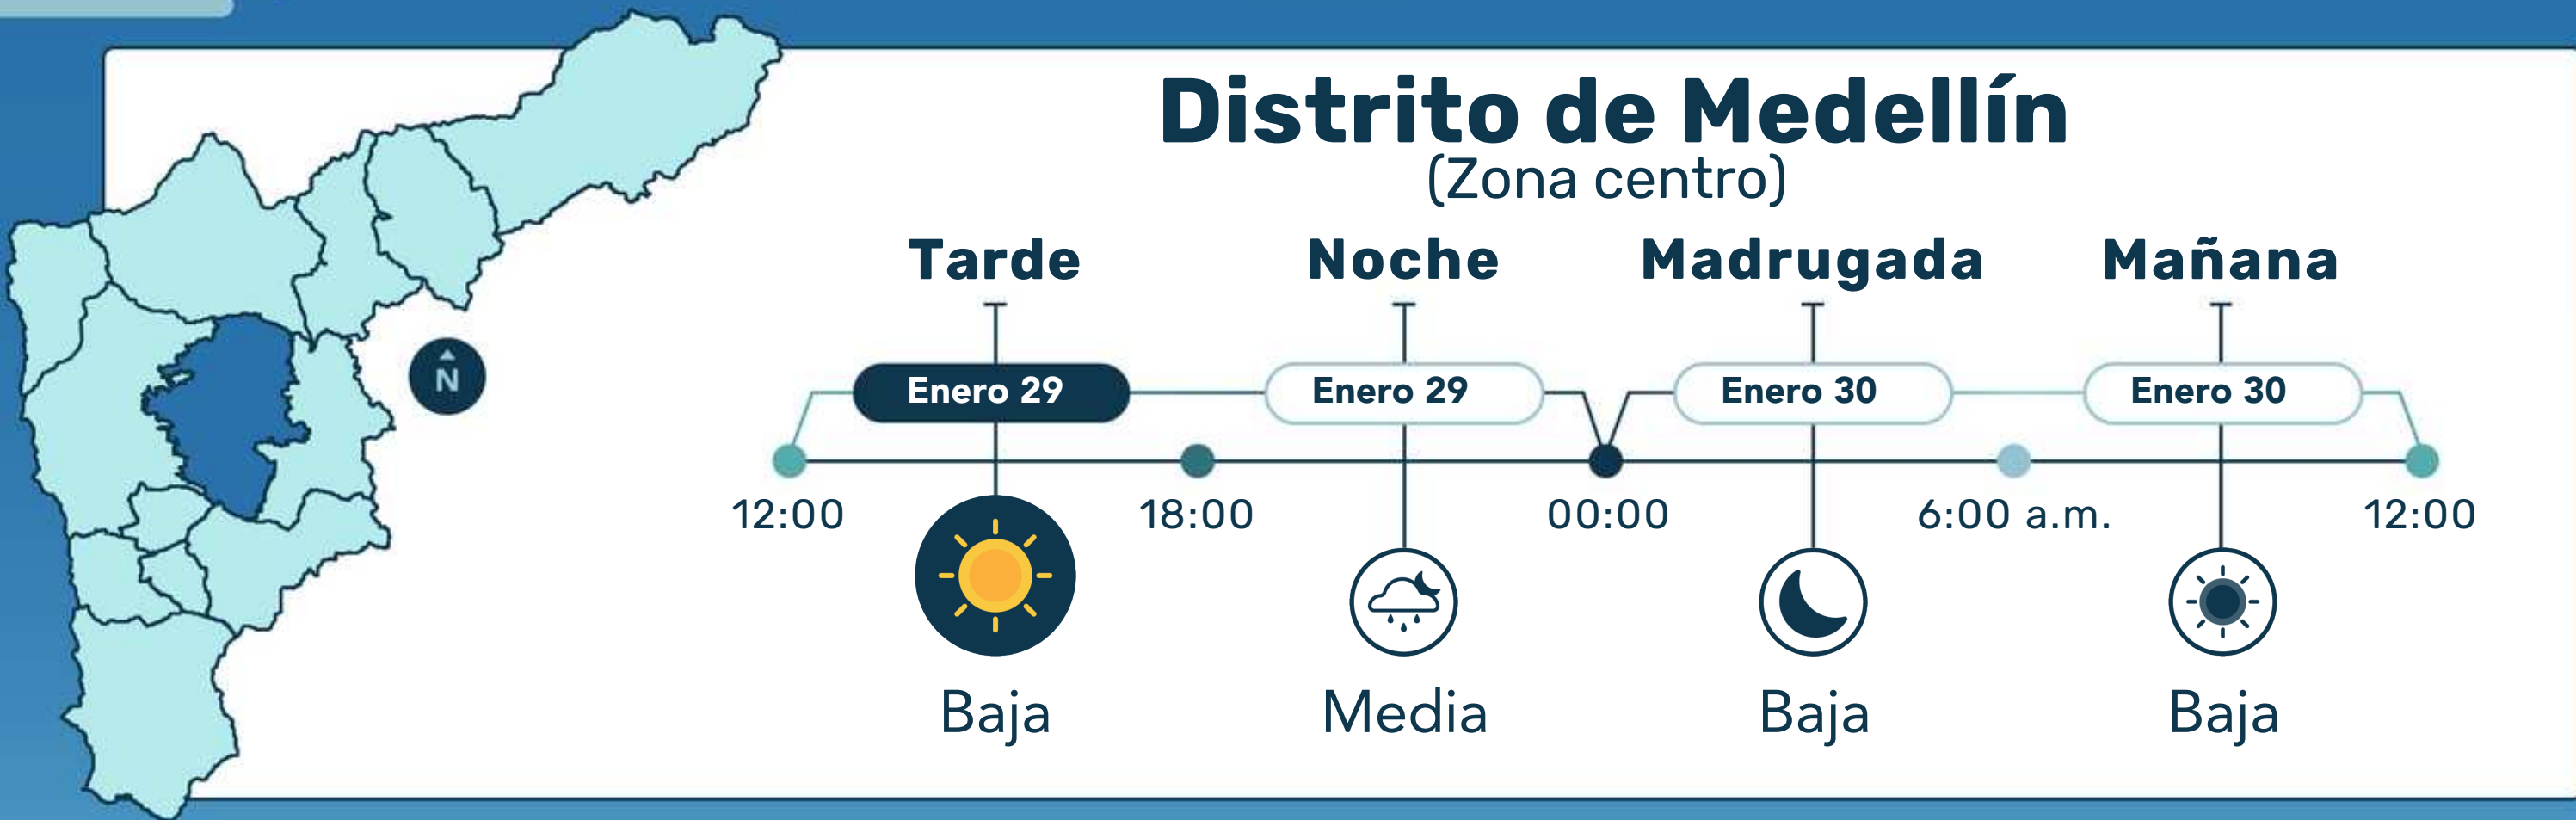 Distrito de Medellín
(Zona centro)
Tarde Noche Madrugada Mañana
N
Enero 29 Enero 29 Enero 30 Enero 30
12:00 18:00 00:00 6:00 a.m. 12:00
Baja Media Baja Baja